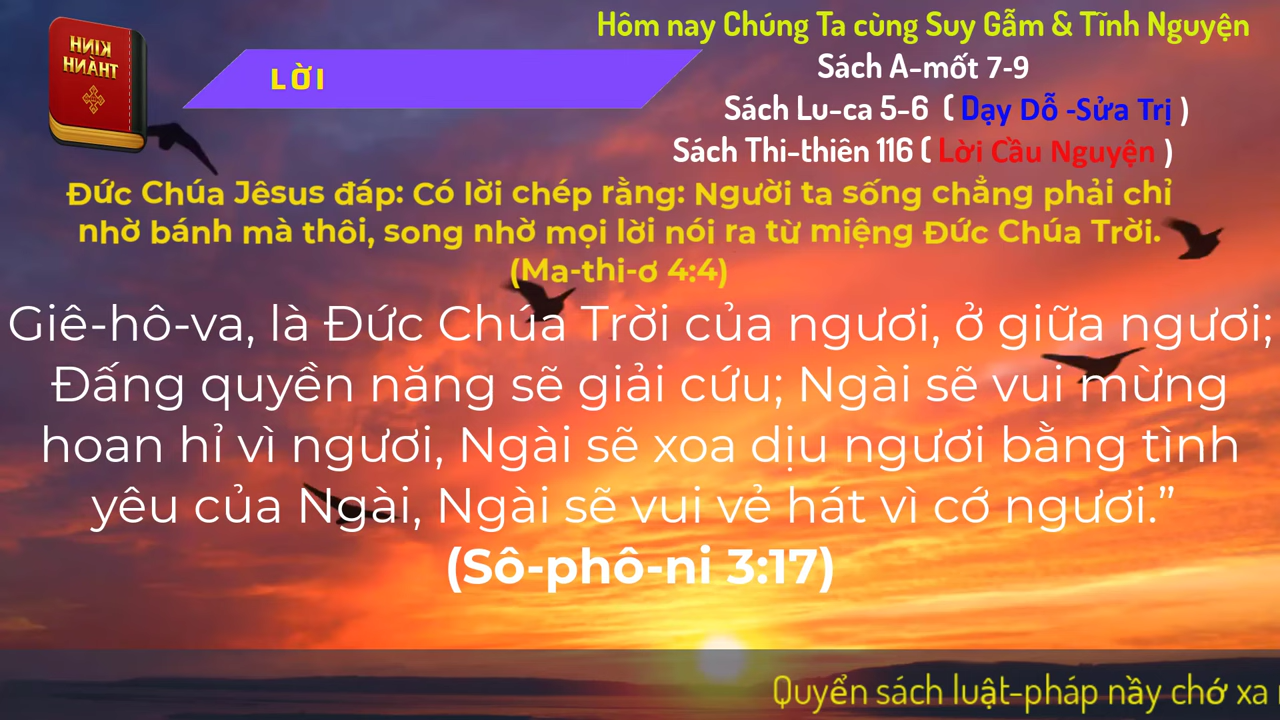 KINH
THÁNH
LỜI
Hôm nay Chúng Ta cùng Suy Gẫm & Tĩnh Nguyện
Sách A-mốt 7-9
Sách Lu-ca 5-6 ( Dạy Dỗ -Sửa Trị )
Sách Thi-thiên 116 ( Lời Cầu Nguyện )
Đức Chúa Jêsus đáp: Có lời chép rằng: Người ta sống chẳng phải chỉ
nhờ bánh mà thôi, song nhờ mọi lời nói ra từ miệng Đức Chúa Trời.
(Ma-thi-ơ 4:4)
Giê-hô-va, là Đức Chúa Trời của ngươi, ở giữa ngươi;
Đấng quyền năng sẽ giải cứu; Ngài sẽ vui mừng
hoan hỉ vì ngươi, Ngài sẽ xoa dịu ngươi bằng tình
yêu của Ngài, Ngài sẽ vui vẻ hát vì cớ ngươi.”
(Sô-phô-ni 3:17)
Quyển sách luật-pháp nầy chớ xa